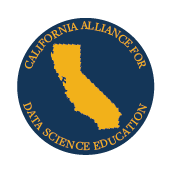 CALIFORNIA ALLIANCE FOR
DATA SCIENCE EDUCATION